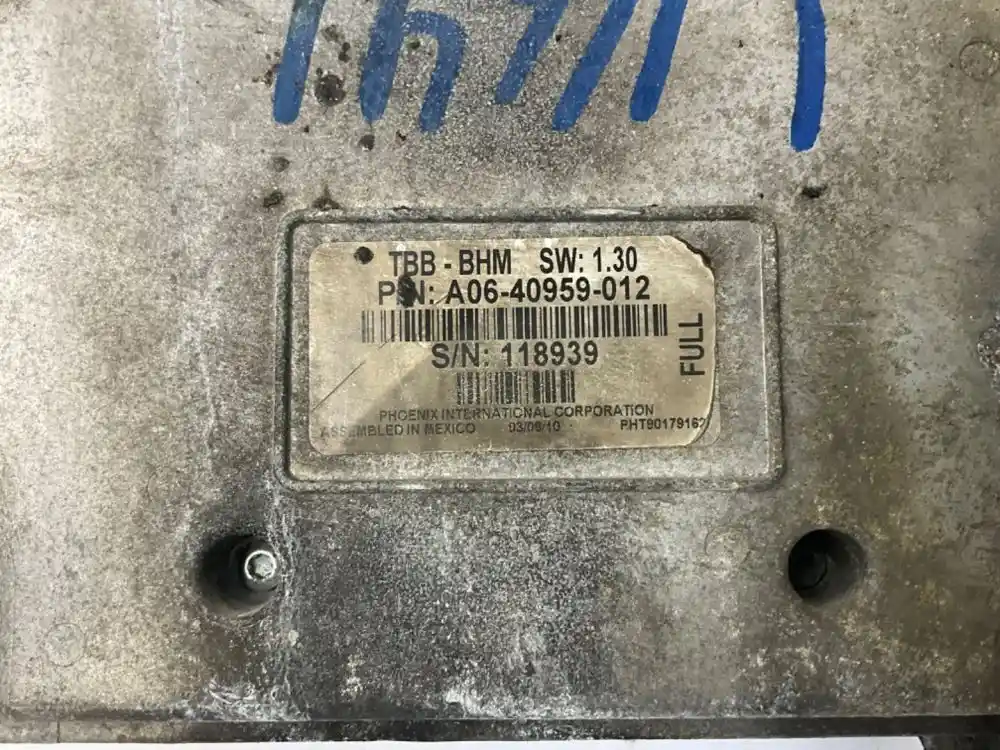 TBB - BHM SW: 1.30
P/N: A06-40959-012
S/N: 118939
FULL
PHOENIX INTERNATIONAL CORPORATION
ASSEMBLED IN MEXICO 03/09/10